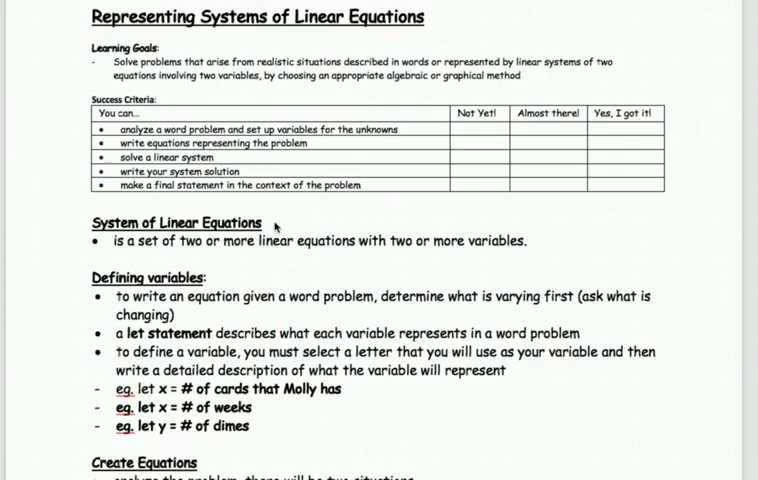 Representing Systems of Linear Equations
Learning Goals:
- Solve problems that arise from realistic situations described in words or represented by linear systems of two
equations involving two variables, by choosing an appropriate algebraic or graphical method
Success Criteria:
You can... Not Yet! Almost there! Yes, I got it!
• analyze a word problem and set up variables for the unknowns
• write equations representing the problem
• solve a linear system
• write your system solution
• make a final statement in the context of the problem
System of Linear Equations
• is a set of two or more linear equations with two or more variables.
Defining variables:
• to write an equation given a word problem, determine what is varying first (ask what is
changing)
• a let statement describes what each variable represents in a word problem
• to define a variable, you must select a letter that you will use as your variable and then
write a detailed description of what the variable will represent
- eg. let x = # of cards that Molly has
- eg. let x = # of weeks
- eg. let y = # of dimes
Create Equations